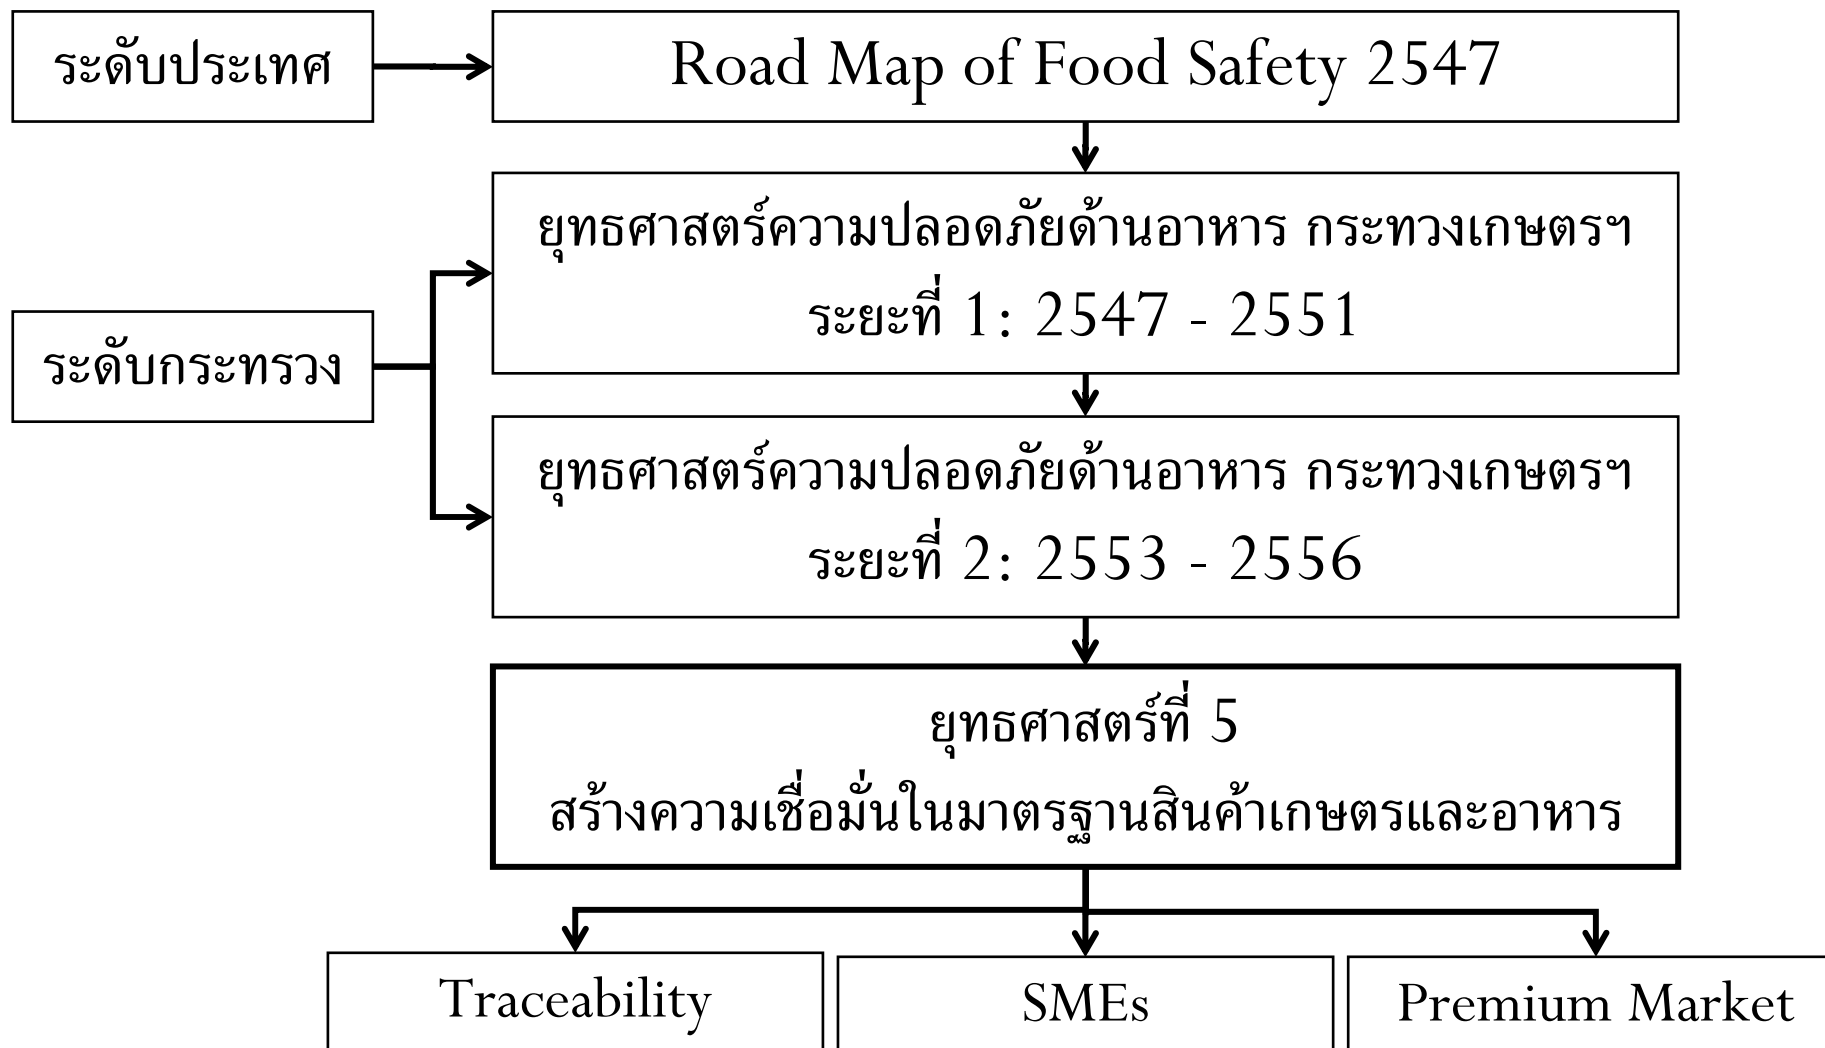 ระดับประเทศ
Road Map of Food Safety 2547
ยุทธศาสตร์ความปลอดภัยด้านอาหาร กระทวงเกษตรฯ
ระยะที่ 1: 2547 - 2551
ระดับกระทรวง
ยุทธศาสตร์ความปลอดภัยด้านอาหาร กระทวงเกษตรฯ
ระยะที่ 2: 2553 - 2556
ยุทธศาสตร์ที่ 5
สร้างความเชื่อมั่นในมาตรฐานสินค้าเกษตรและอาหาร
Traceability
SMEs
Premium Market